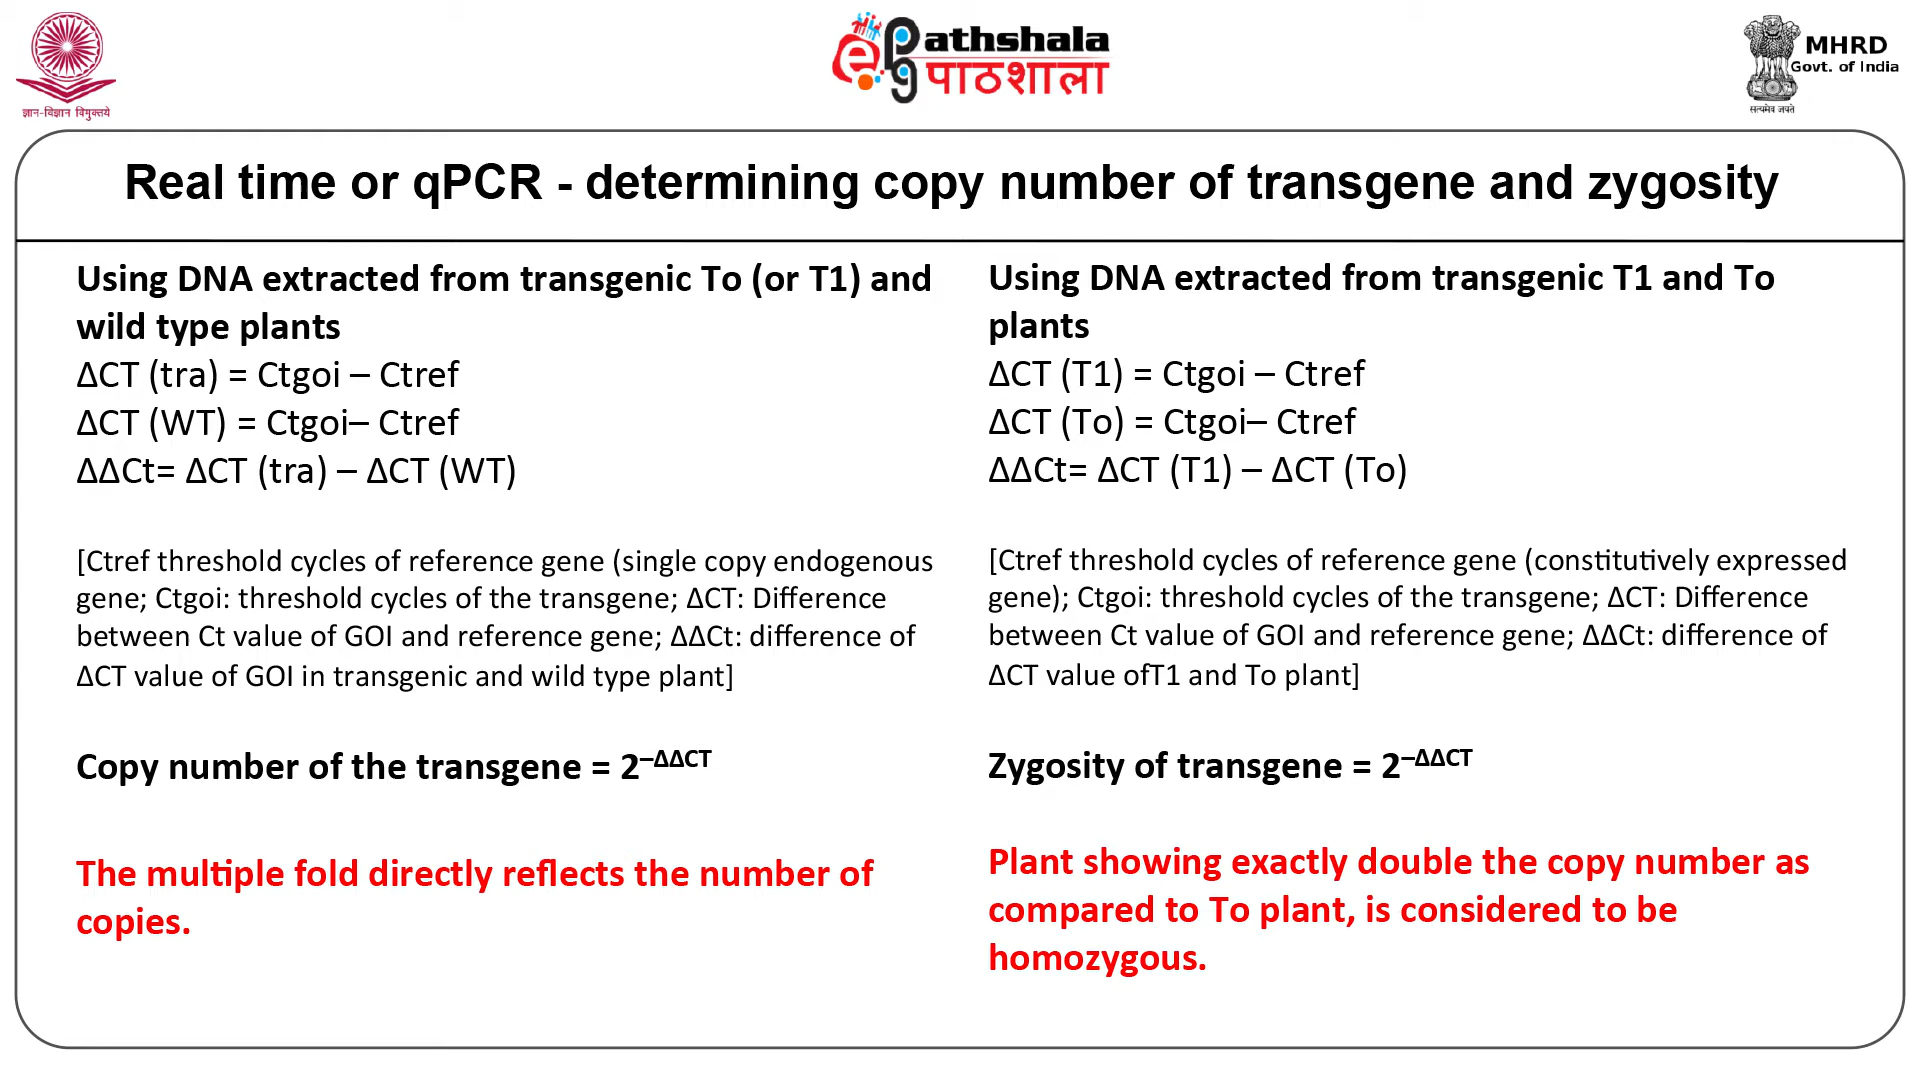 ज्ञान-विज्ञान विमुक्तये
e
pg
athshala
पाठशाला
MHRD
Govt. of India
सत्यमेव जयते
Real time or qPCR - determining copy number of transgene and zygosity
Using DNA extracted from transgenic To (or T1) and
wild type plants
ΔCT (tra) = Ctgoi – Ctref
ΔCT (WT) = Ctgoi– Ctref
ΔΔCt= ΔCT (tra) – ΔCT (WT)
[Ctref threshold cycles of reference gene (single copy endogenous
gene; Ctgoi: threshold cycles of the transgene; ΔCT: Difference
between Ct value of GOI and reference gene; ΔΔCt: difference of
ΔCT value of GOI in transgenic and wild type plant]
Copy number of the transgene = 2–ΔΔCT
The multiple fold directly reflects the number of
copies.
Using DNA extracted from transgenic T1 and To
plants
ΔCT (T1) = Ctgoi – Ctref
ΔCT (To) = Ctgoi– Ctref
ΔΔCt= ΔCT (T1) – ΔCT (To)
[Ctref threshold cycles of reference gene (constitutively expressed
gene); Ctgoi: threshold cycles of the transgene; ΔCT: Difference
between Ct value of GOI and reference gene; ΔΔCt: difference of
ΔCT value ofT1 and To plant]
Zygosity of transgene = 2–ΔΔCT
Plant showing exactly double the copy number as
compared to To plant, is considered to be
homozygous.